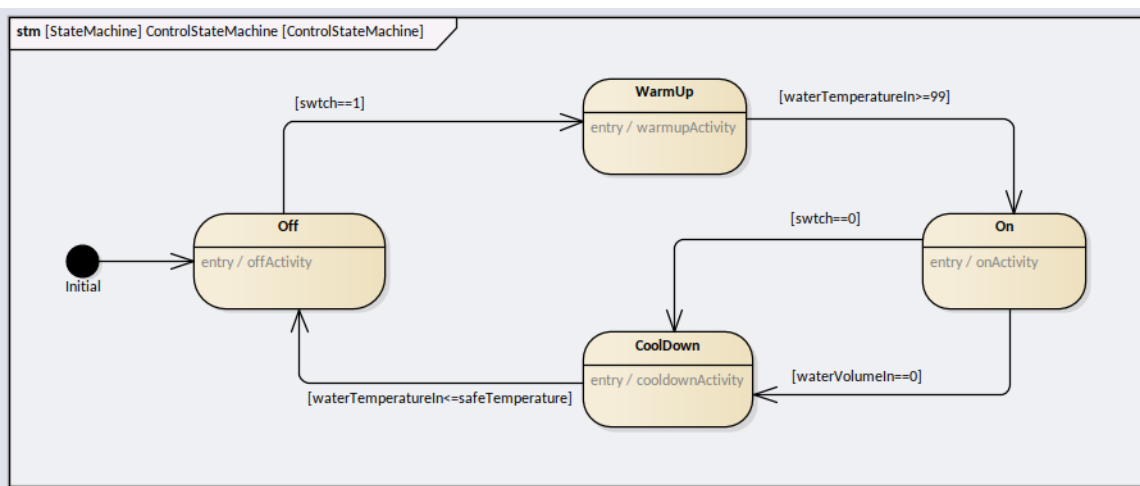 stm [StateMachine] ControlStateMachine [ControlStateMachine]
WarmUp
entry / warmupActivity
[swtch==1]
[waterTemperatureIn>=99]
Off
entry / offActivity
Initial
[swtch==0]
On
entry / onActivity
CoolDown
entry / cooldownActivity
[waterVolumeIn==0]
[waterTemperatureIn<=safeTemperature]